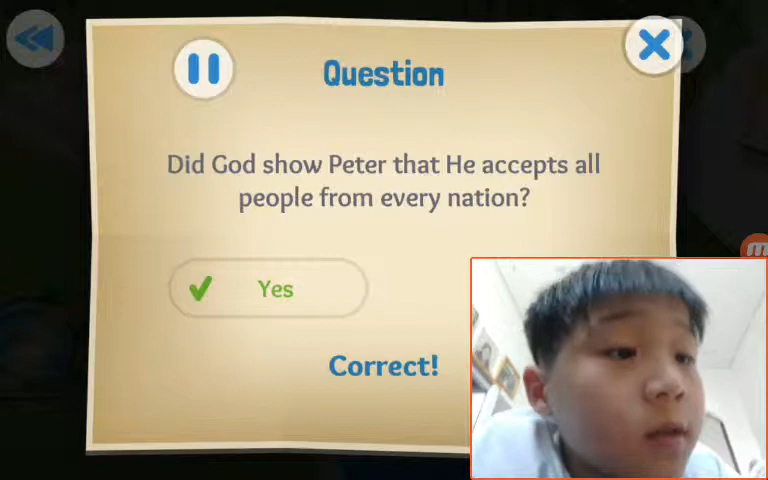 Question
Did God show Peter that He accepts all
people from every nation?
Yes
Correct!